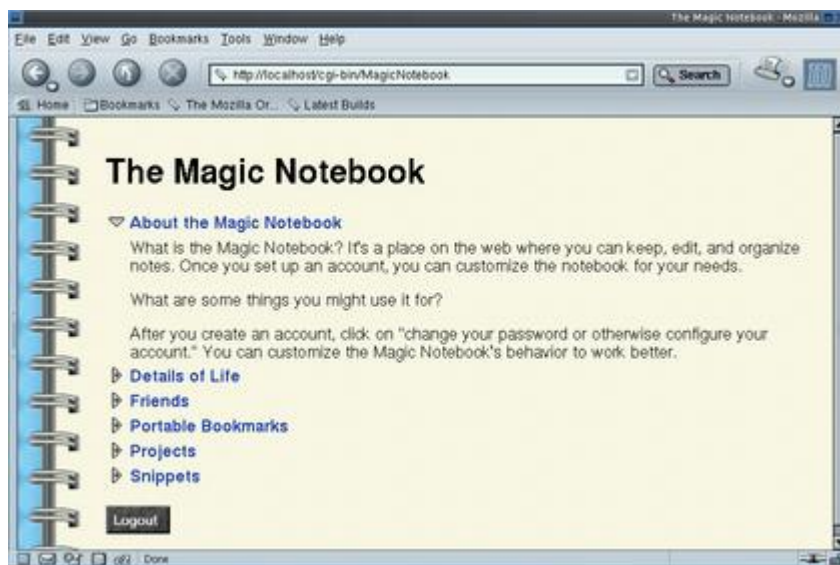 The Magic Notebook - Mozilla
File Edit View Go Bookmarks Tools Window Help
http://localhost/cgi-bin/MagicNotebook
Search
Home Bookmarks The Mozilla Or... Latest Builds
The Magic Notebook
About the Magic Notebook
What is the Magic Notebook? It's a place on the web where you can keep, edit, and organize
notes. Once you set up an account, you can customize the notebook for your needs.
What are some things you might use it for?
After you create an account, click on "change your password or otherwise configure your
account." You can customize the Magic Notebook's behavior to work better.
Details of Life
Friends
Portable Bookmarks
Projects
Snippets
Logout
Done